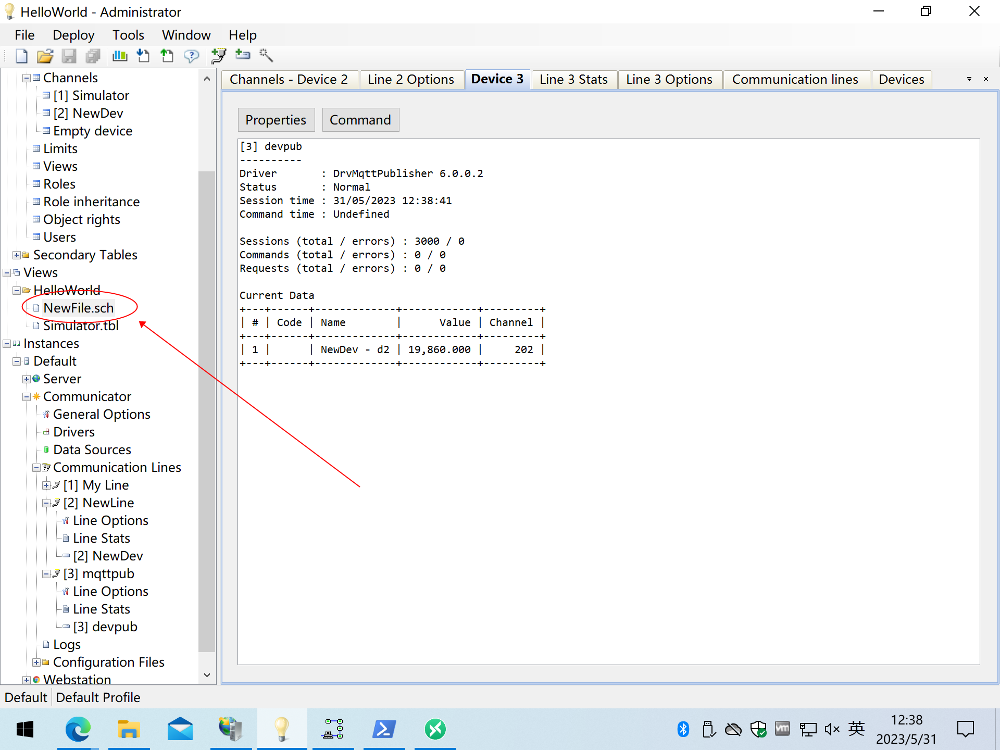 HelloWorld - Administrator
File Deploy Tools Window Help
Channels
[1] Simulator
[2] NewDev
Empty device
Limits
Views
Roles
Role inheritance
Object rights
Users
Secondary Tables
Views
HelloWorld
NewFile.sch
Simulator.tbl
Instances
Default
Server
Communicator
General Options
Drivers
Data Sources
Communication Lines
[1] My Line
[2] NewLine
Line Options
Line Stats
[2] NewDev
[3] mqttpub
Line Options
Line Stats
[3] devpub
Logs
Configuration Files
Webstation
Channels - Device 2 Line 2 Options Device 3 Line 3 Stats Line 3 Options Communication lines Devices
Properties Command
[3] devpub
----------
Driver : DrvMqttPublisher 6.0.0.2
Status : Normal
Session time : 31/05/2023 12:38:41
Command time : Undefined
Sessions (total / errors) : 3000 / 0
Commands (total / errors) : 0 / 0
Requests (total / errors) : 0 / 0
Current Data
+---+------+-------------+------------+---------+
| # | Code | Name | Value | Channel |
+---+------+-------------+------------+---------+
| 1 | | NewDev - d2 | 19,860.000 | 202 |
+---+------+-------------+------------+---------+
Default Default Profile
vm 英 12:38
2023/5/31